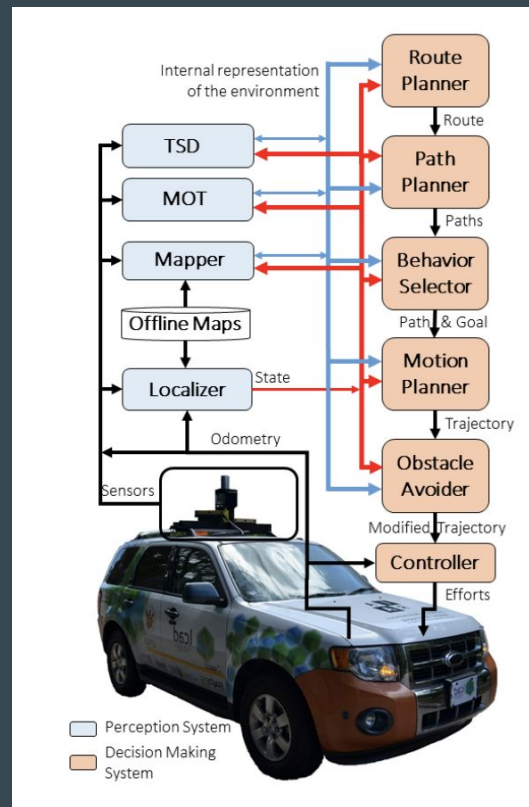 Internal representation
of the environment
Route
Planner
Route
TSD
Path
Planner
MOT
Paths
Mapper
Behavior
Selector
Offline Maps
Path & Goal
Localizer
State
Motion
Planner
Trajectory
Odometry
Obstacle
Avoider
Sensors
Modified Trajectory
Controller
Efforts
lcad
Perception System
Decision Making
System